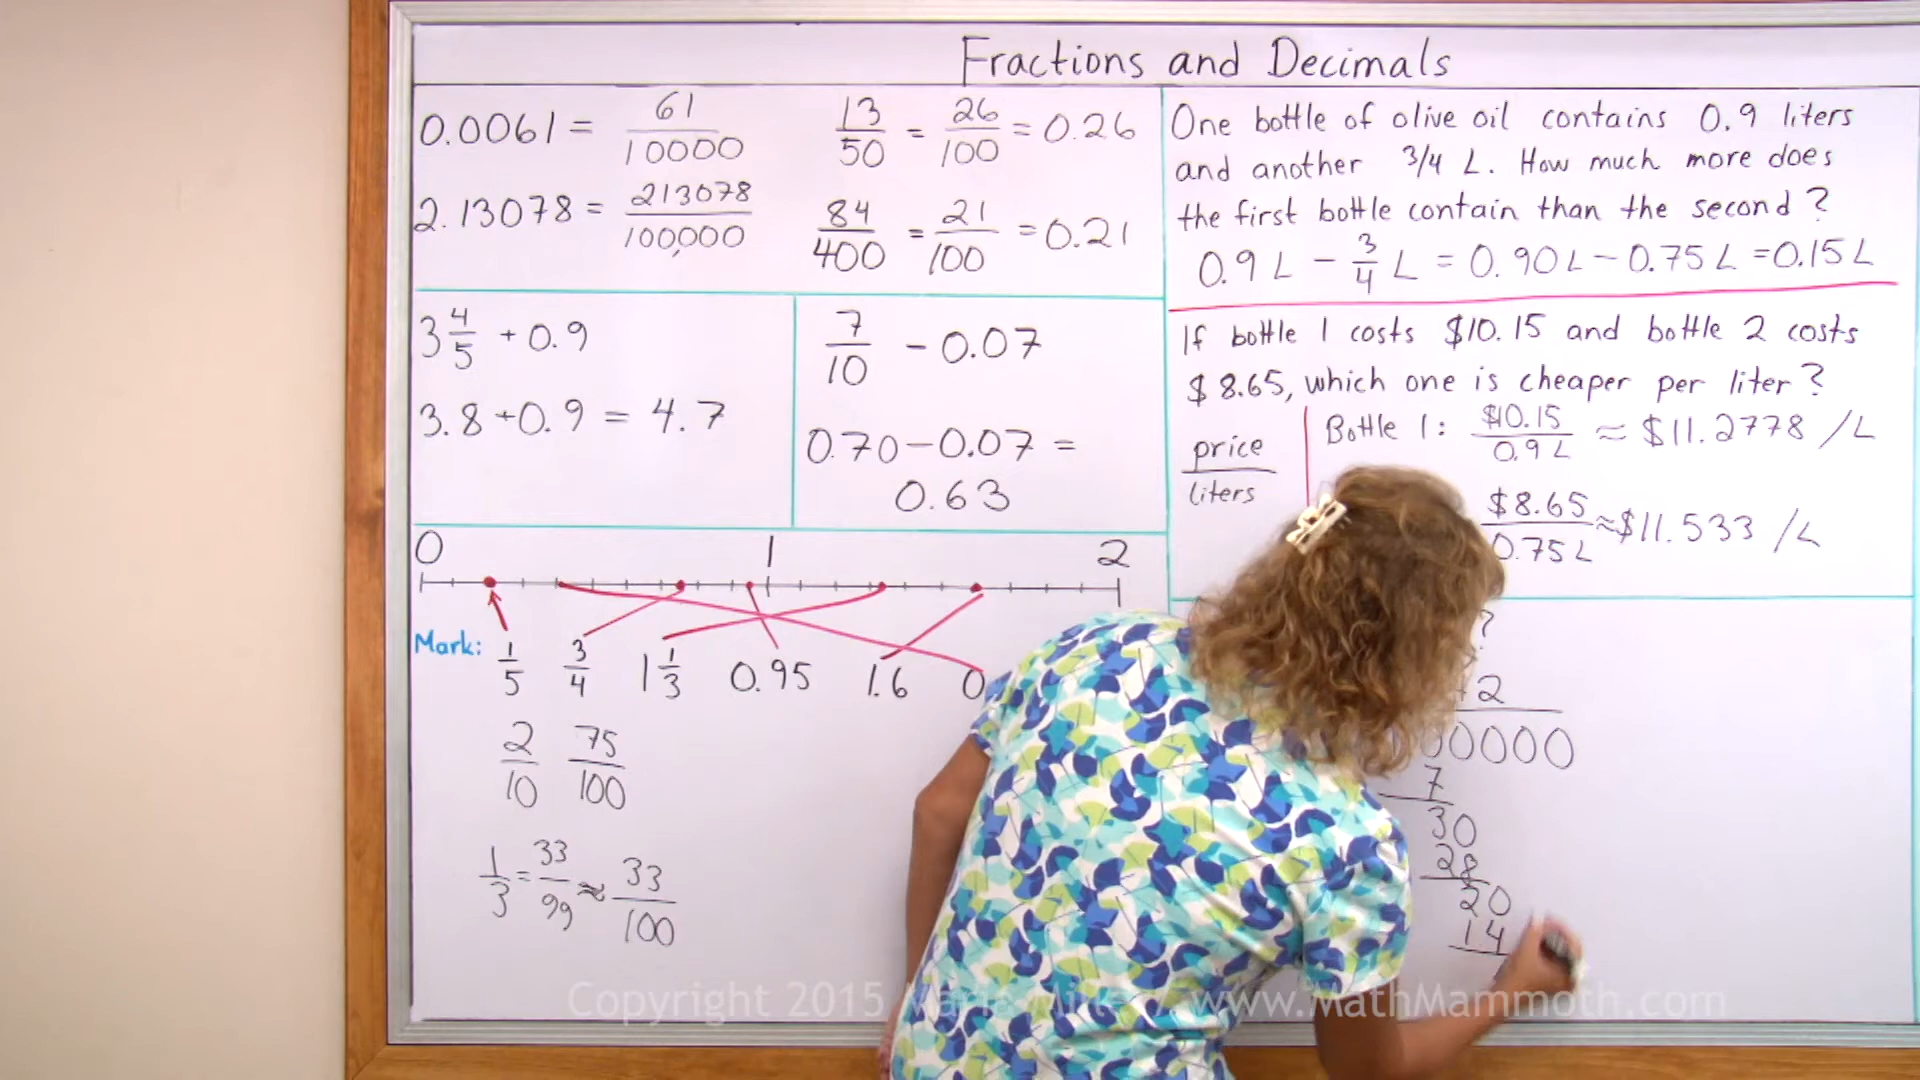 Fractions and Decimals
0.0061 = 61/10000
13/50 = 26/100 = 0.26
2.13078 = 213078/100,000
84/400 = 21/100 = 0.21
3 4/5 + 0.9
3.8 + 0.9 = 4.7
7/10 - 0.07
0.70 - 0.07 =
0.63
0 1 2
Mark: 1/5 3/4 1 1/3 0.95 1.6
2/10 75/100
1/3 = 33/99 ≈ 33/100
One bottle of olive oil contains 0.9 liters
and another 3/4 L. How much more does
the first bottle contain than the second?
0.9 L - 3/4 L = 0.90 L - 0.75 L = 0.15 L
If bottle 1 costs $10.15 and bottle 2 costs
$8.65, which one is cheaper per liter?
price/liters
Bottle 1: $10.15/0.9 L ≈ $11.2778 /L
$8.65/0.75 L ≈ $11.533 /L
?
2
0000
7
30
28
20
14
Copyright 2015 Maria Miller / www.MathMammoth.com